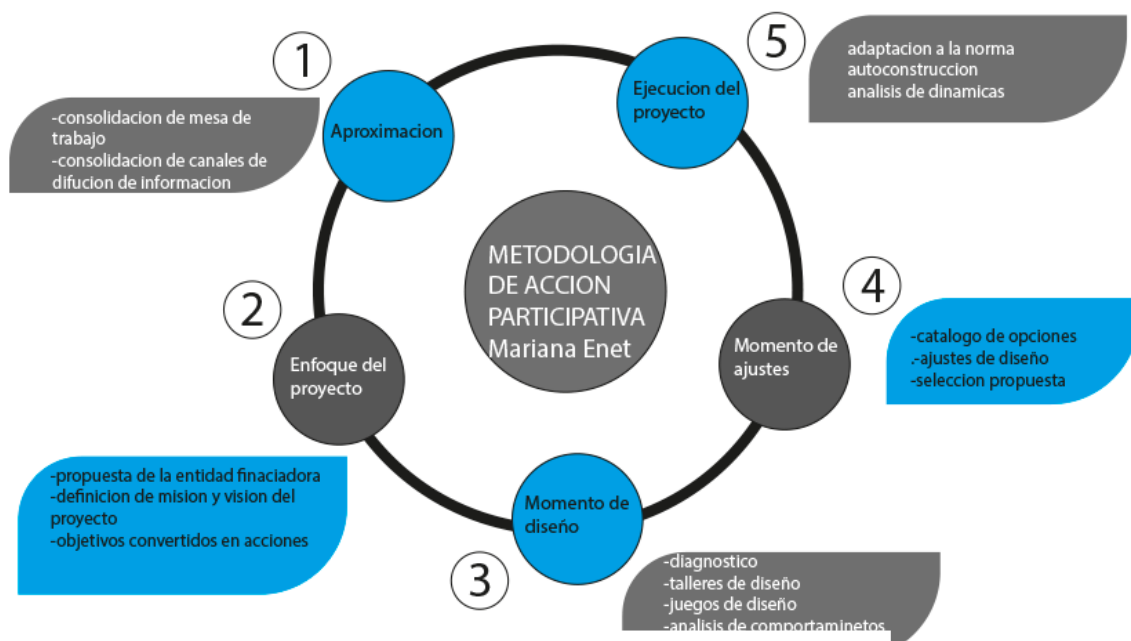 1
Aproximacion
-consolidacion de mesa de
trabajo
-consolidacion de canales de
difucion de informacion
2
Enfoque del
proyecto
-propuesta de la entidad finaciadora
-definicion de mision y vision del
proyecto
-objetivos convertidos en acciones
3
Momento de
diseño
-diagnostico
-talleres de diseño
-juegos de diseño
-analisis de comportaminetos
4
Momento de
ajustes
-catalogo de opciones
.-ajustes de diseño
-seleccion propuesta
5
Ejecucion del
proyecto
adaptacion a la norma
autoconstruccion
analisis de dinamicas
METODOLOGIA
DE ACCION
PARTICIPATIVA
Mariana Enet